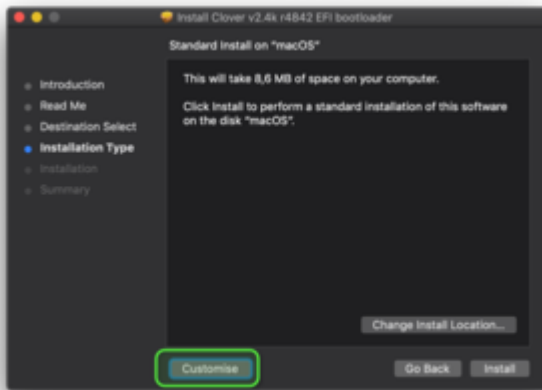 Install Clover v2.4k r4842 EFI bootloader
Standard Install on "macOS"
Introduction
Read Me
Destination Select
Installation Type
Installation
Summary
This will take 8,6 MB of space on your computer.
Click Install to perform a standard installation of this software
on the disk "macOS".
Change Install Location...
Customise
Go Back
Install